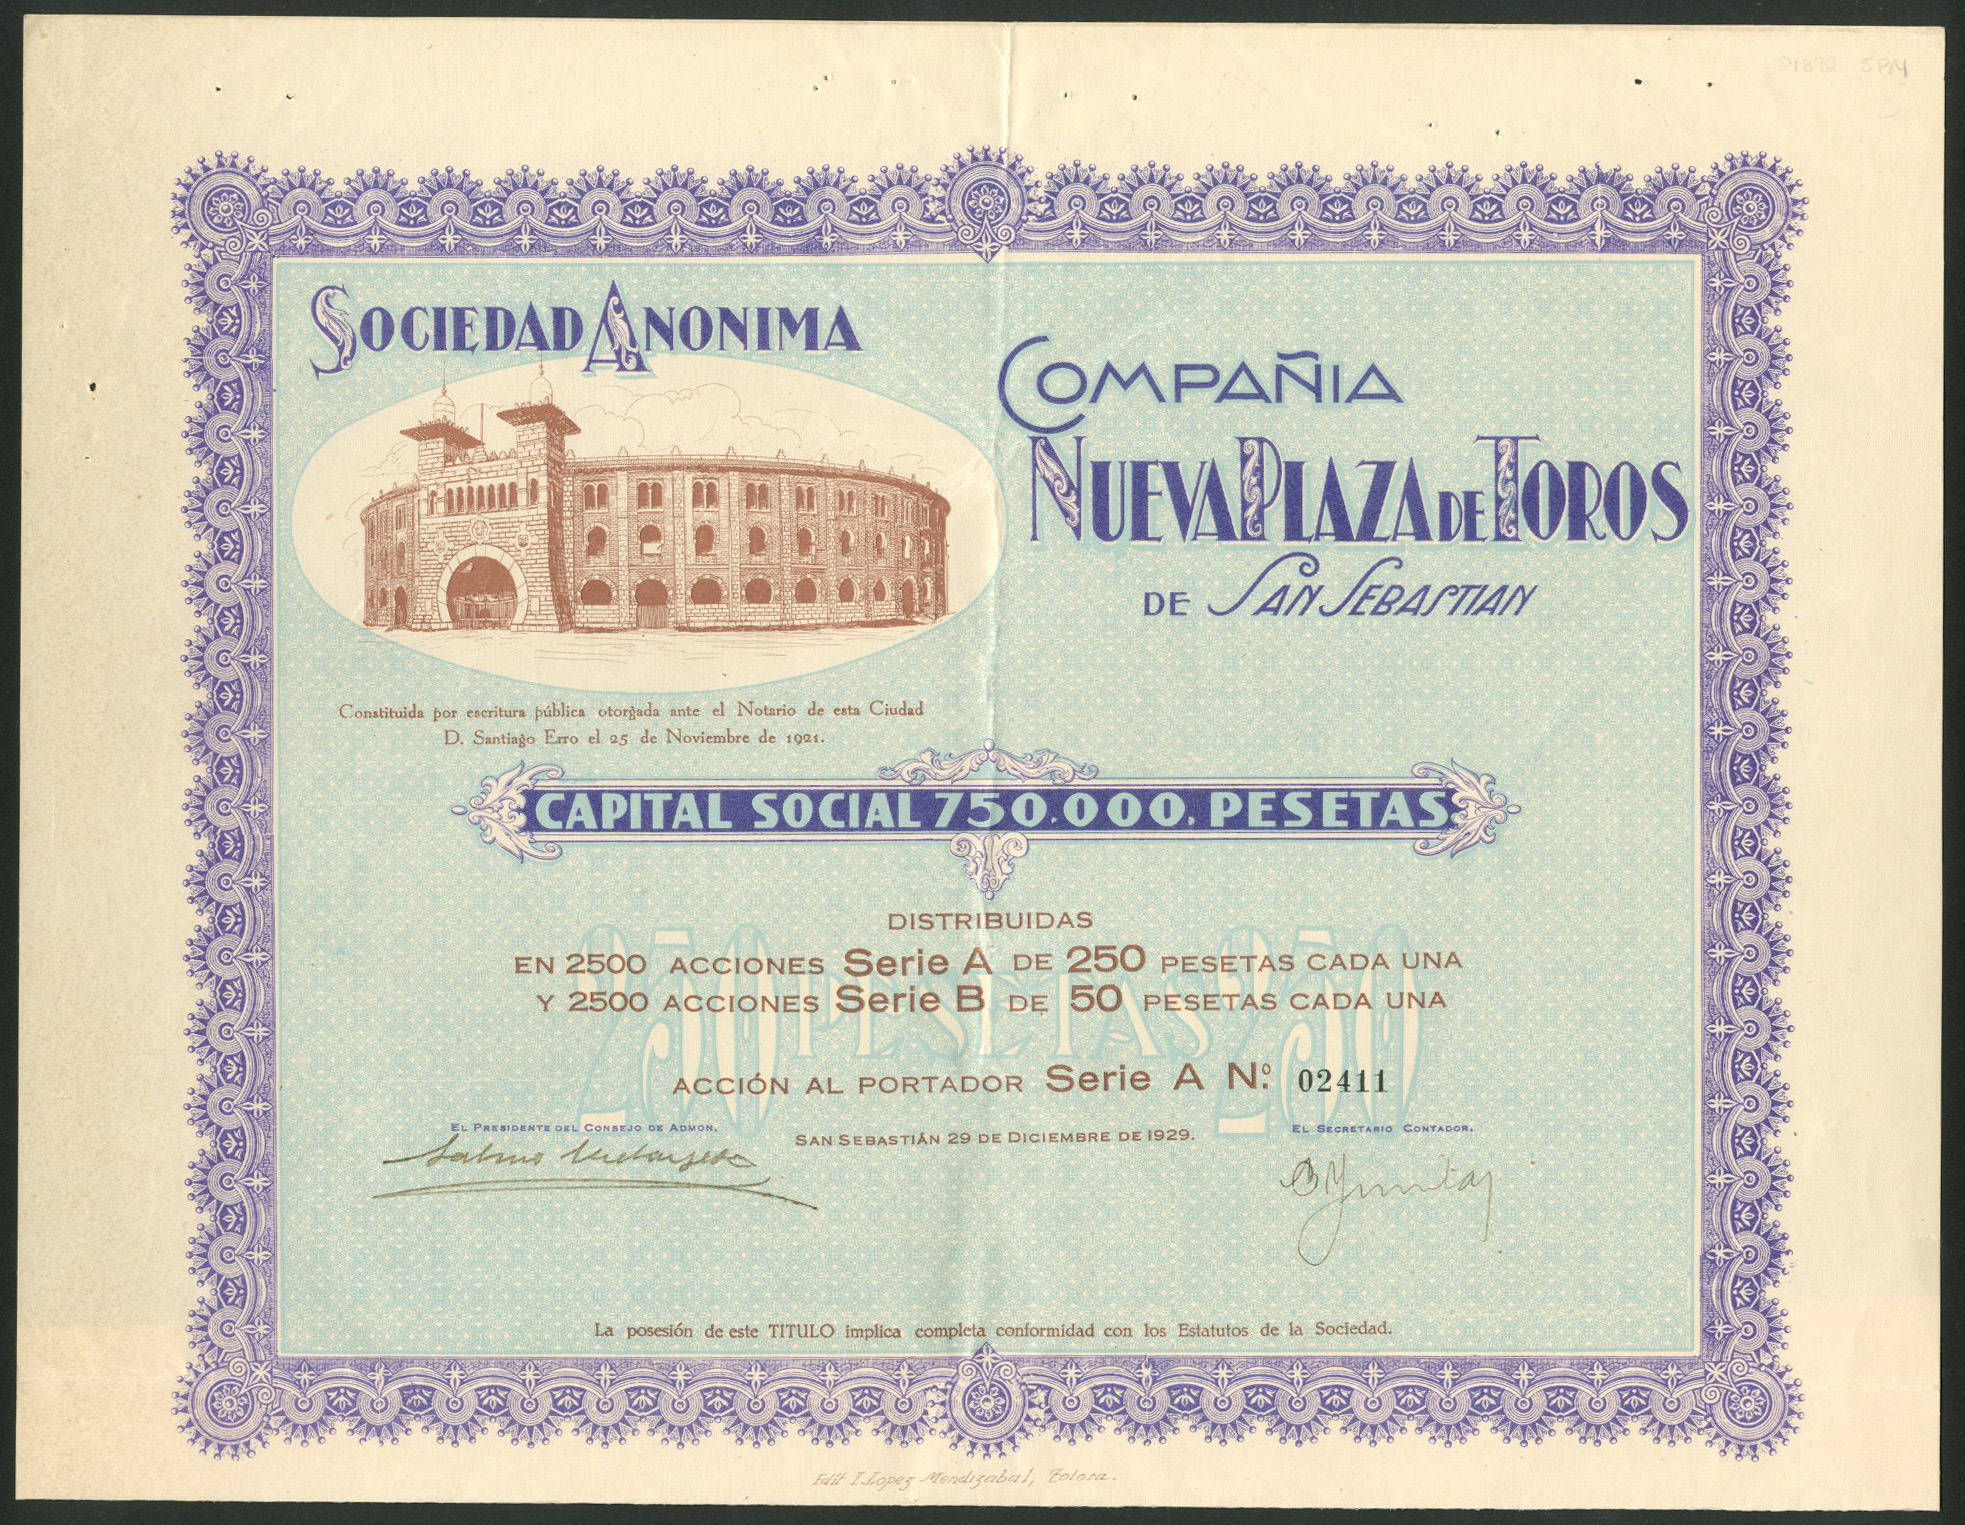 SOCIEDAD ANONIMA
COMPAÑIA
NUEVA PLAZA DE TOROS
DE SAN SEBASTIAN
Constituida por escritura pública otorgada ante el Notario de esta Ciudad
D. Santiago Erro el 25 de Noviembre de 1921.
CAPITAL SOCIAL 750.000. PESETAS
DISTRIBUIDAS
EN 2500 ACCIONES Serie A DE 250 PESETAS CADA UNA
Y 2500 ACCIONES Serie B DE 50 PESETAS CADA UNA
250 PESETAS 250
ACCIÓN AL PORTADOR Serie A Nº. 02411
EL PRESIDENTE DEL CONSEJO DE ADMON.
SAN SEBASTIÁN 29 DE DICIEMBRE DE 1929.
EL SECRETARIO CONTADOR.
La posesión de este TITULO implica completa conformidad con los Estatutos de la Sociedad.
Edit I. Lopez Mendizabal, Tolosa.